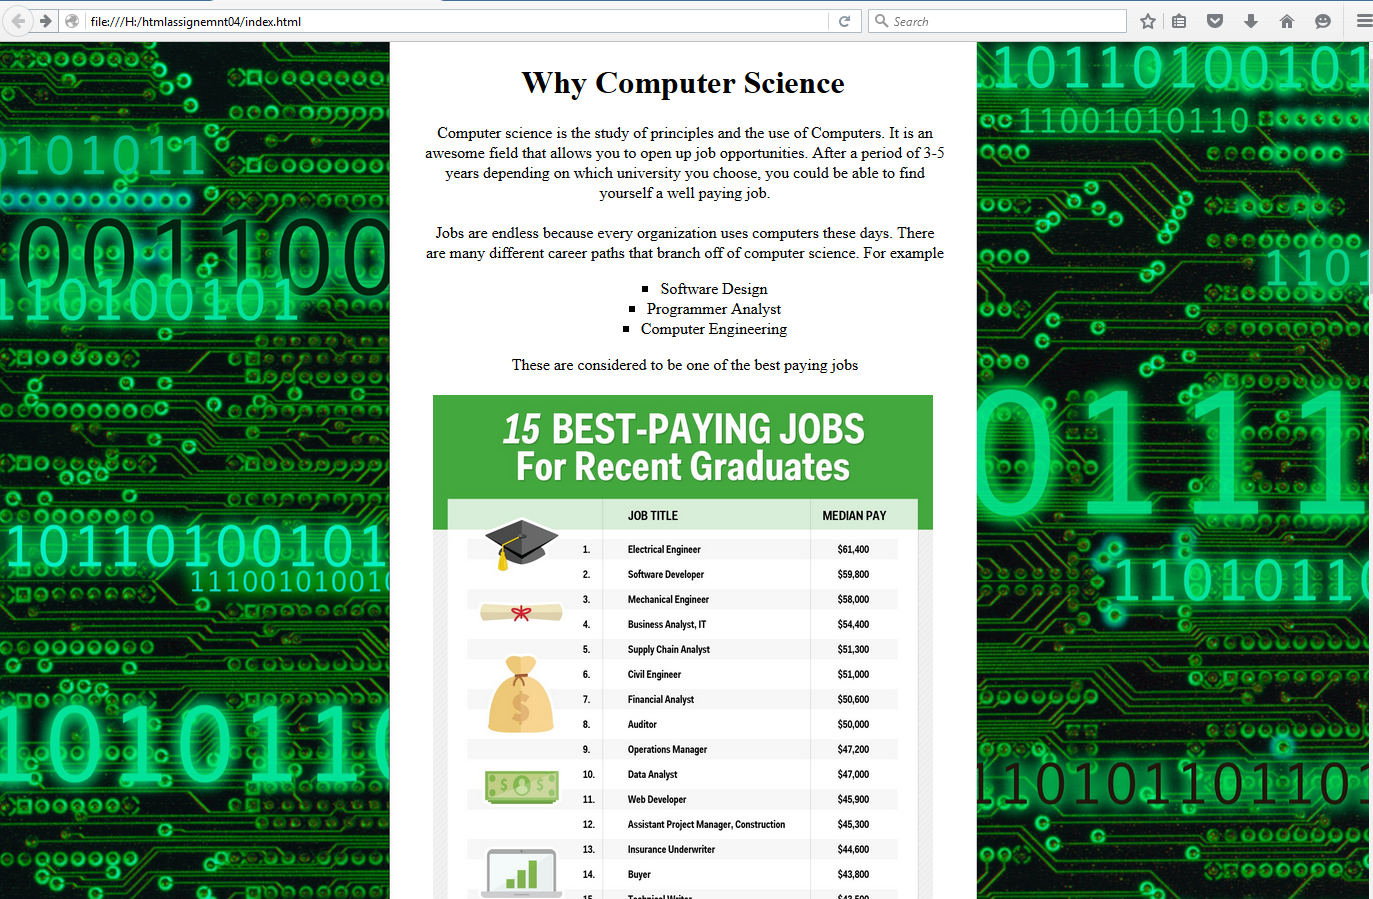 file:///H:/htmlassignemnt04/index.html
Search
Why Computer Science
Computer science is the study of principles and the use of Computers. It is an
awesome field that allows you to open up job opportunities. After a period of 3-5
years depending on which university you choose, you could be able to find
yourself a well paying job.
Jobs are endless because every organization uses computers these days. There
are many different career paths that branch off of computer science. For example
Software Design
Programmer Analyst
Computer Engineering
These are considered to be one of the best paying jobs
15 BEST-PAYING JOBS
For Recent Graduates
JOB TITLE MEDIAN PAY
1. Electrical Engineer $61,400
2. Software Developer $59,800
3. Mechanical Engineer $58,000
4. Business Analyst, IT $54,400
5. Supply Chain Analyst $51,300
6. Civil Engineer $51,000
7. Financial Analyst $50,600
8. Auditor $50,000
9. Operations Manager $47,200
10. Data Analyst $47,000
11. Web Developer $45,900
12. Assistant Project Manager, Construction $45,300
13. Insurance Underwriter $44,600
14. Buyer $43,800
15. Technical Writer $43,500
0101011
001100
110100101
10110100101
111001010010
1010110
10110100101
11001010110
1101
0111
11010110
110101101101